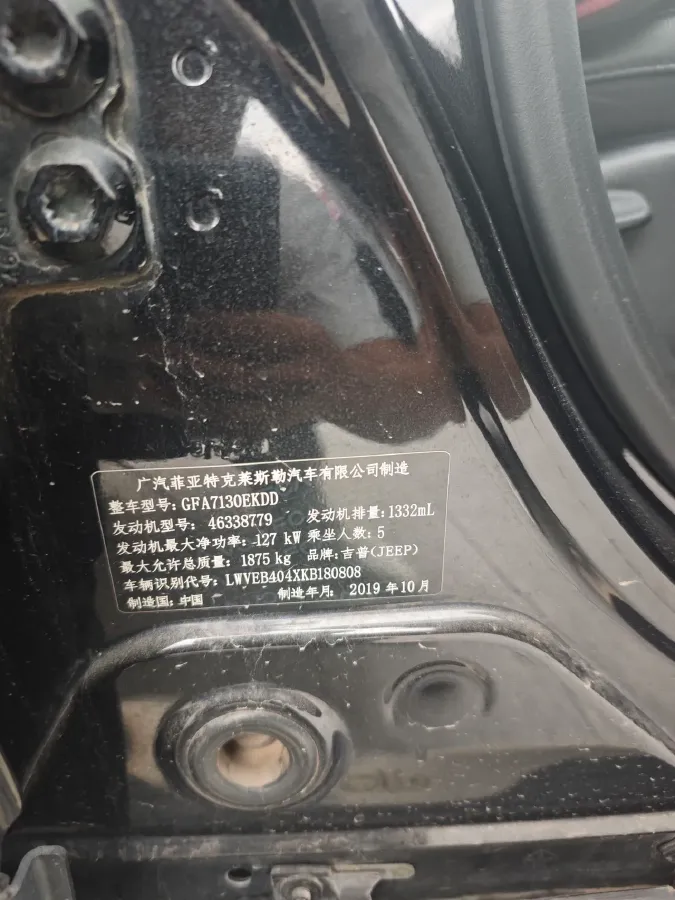 广汽菲亚特克莱斯勒汽车有限公司制造
整车型号: GFA7130EKDD
发动机型号: 46338779 发动机排量: 1332mL
发动机最大净功率: 127 kW 乘坐人数: 5
最大允许总质量: 1875 kg 品牌: 吉普(JEEP)
车辆识别代号: LWVEB404XKB180808
制造国: 中国 制造年月: 2019 年 10 月